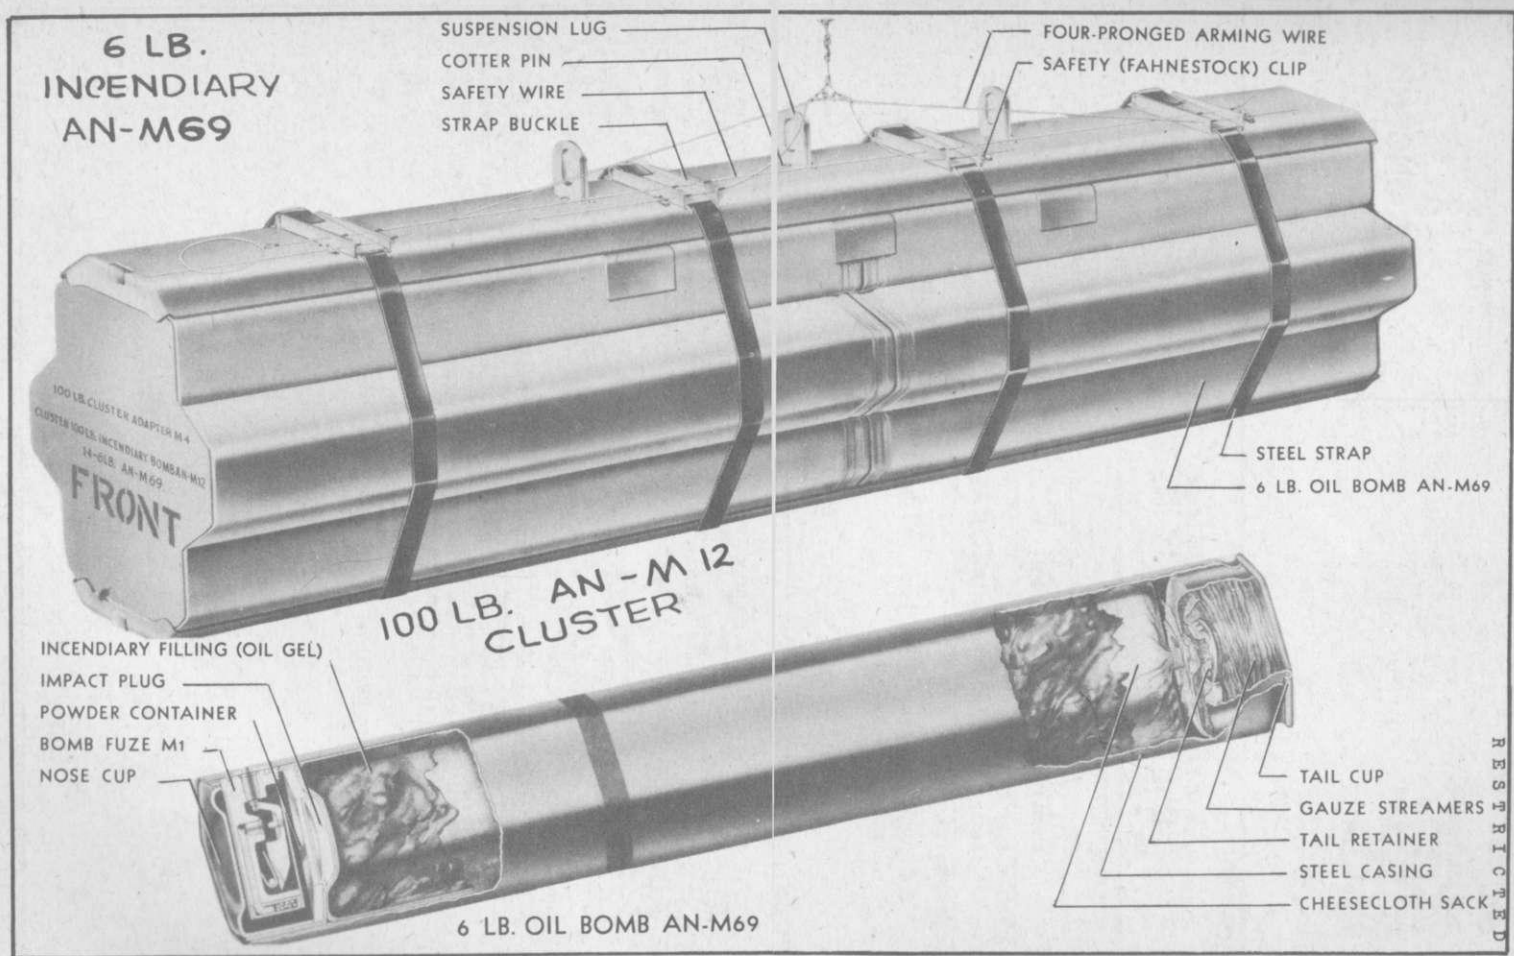 6 LB.
INCENDIARY
AN-M69
SUSPENSION LUG
COTTER PIN
SAFETY WIRE
STRAP BUCKLE
FOUR-PRONGED ARMING WIRE
SAFETY (FAHNESTOCK) CLIP
100 LB. CLUSTER ADAPTER M-4
CLUSTER 100 LB. INCENDIARY BOMB AN-M12
14-6LB. AN-M69
FRONT
STEEL STRAP
6 LB. OIL BOMB AN-M69
100 LB. AN-M 12
CLUSTER
INCENDIARY FILLING (OIL GEL)
IMPACT PLUG
POWDER CONTAINER
BOMB FUZE M1
NOSE CUP
TAIL CUP
GAUZE STREAMERS
TAIL RETAINER
STEEL CASING
CHEESECLOTH SACK
6 LB. OIL BOMB AN-M69
RESTRICTED